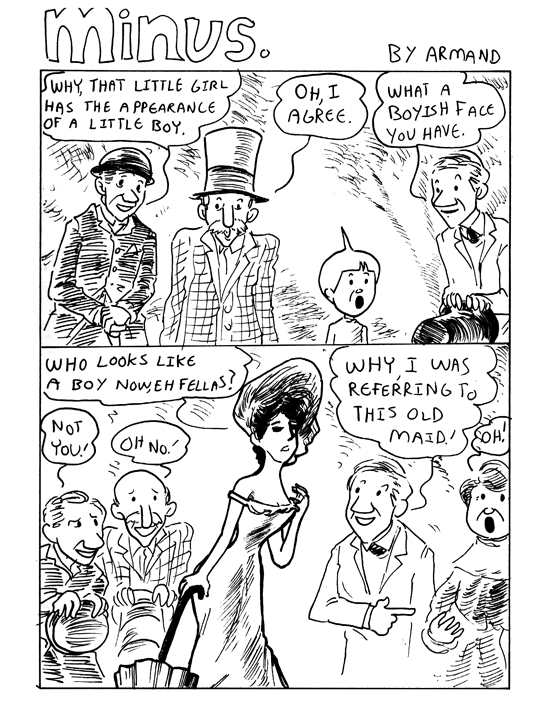 Minus.
BY ARMAND
WHY, THAT LITTLE GIRL
HAS THE APPEARANCE
OF A LITTLE BOY.
OH, I
AGREE.
WHAT A
BOYISH FACE
YOU HAVE.
WHO LOOKS LIKE
A BOY NOW, EH FELLAS?
NOT
YOU!
OH NO!
WHY, I WAS
REFERRING TO
THIS OLD
MAID!
OH!